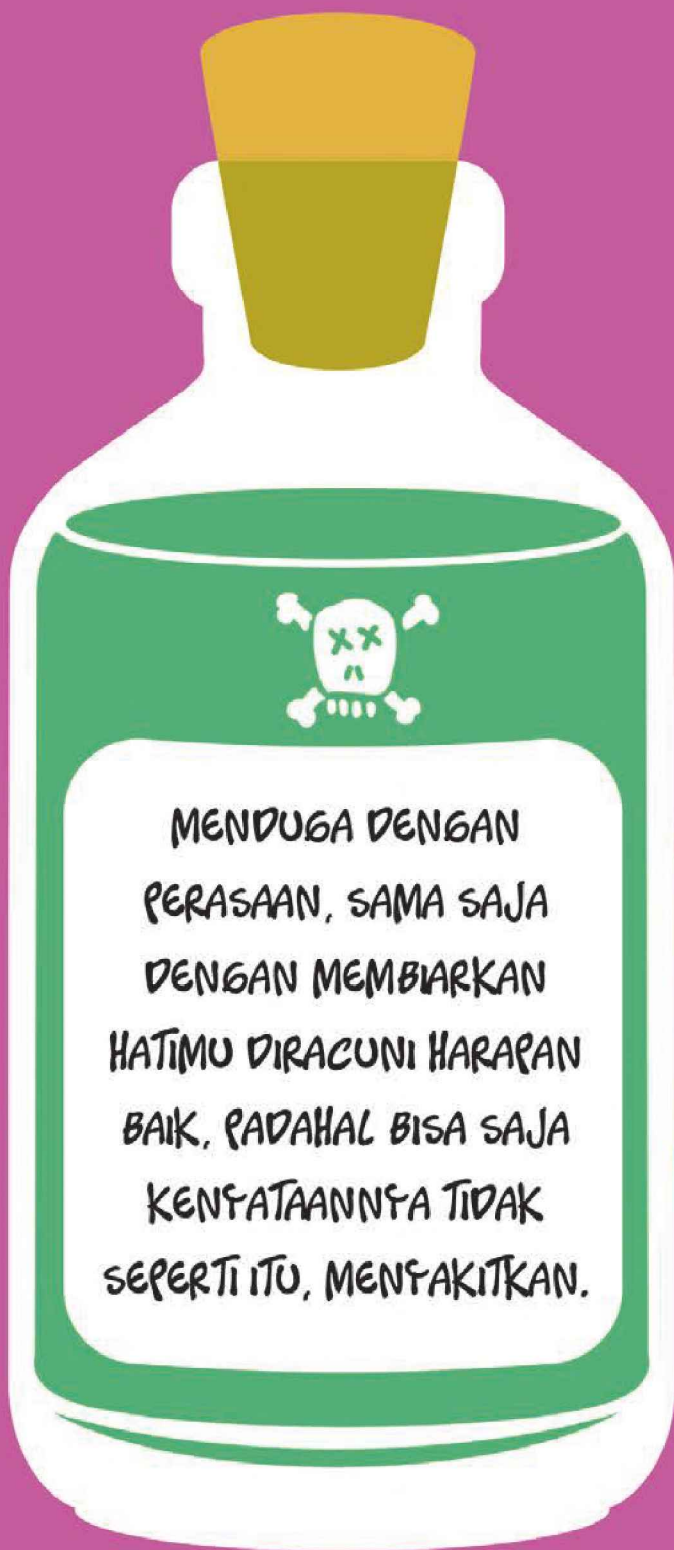 MENDUGA DENGAN
PERASAAN, SAMA SAJA
DENGAN MEMBIARKAN
HATIMU DIRACUNI HARAPAN
BAIK, PADAHAL BISA SAJA
KENYATAANNYA TIDAK
SEPERTI ITU, MENYAKITKAN.